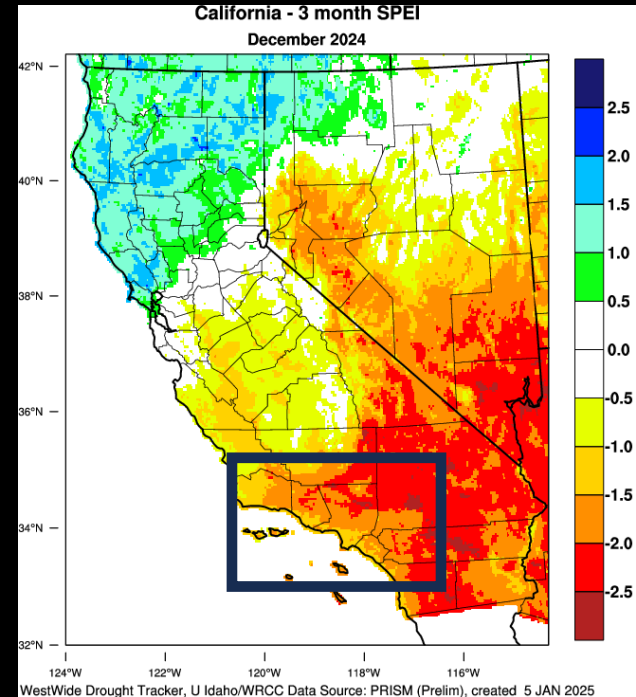 California - 3 month SPEI
December 2024
42°N
40°N
38°N
36°N
34°N
32°N
124°W 122°W 120°W 118°W 116°W
2.5
2.0
1.5
1.0
0.5
0.0
-0.5
-1.0
-1.5
-2.0
-2.5
WestWide Drought Tracker, U Idaho/WRCC Data Source: PRISM (Prelim), created 5 JAN 2025